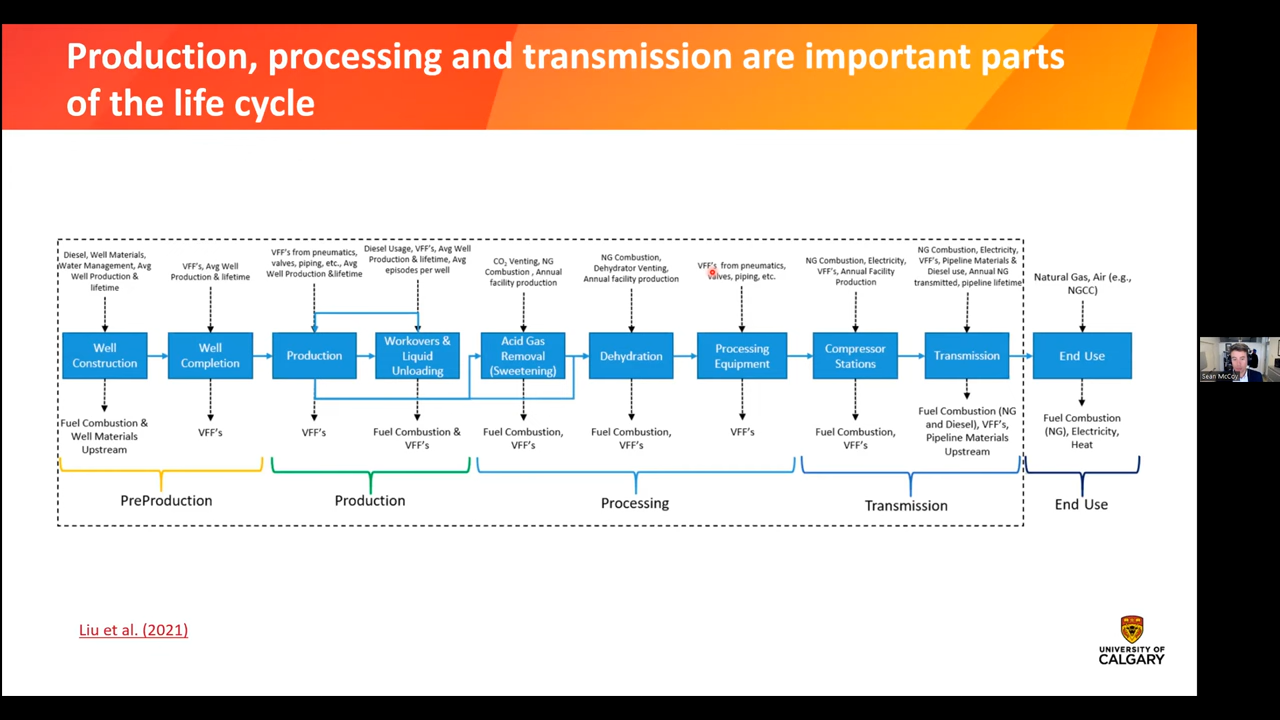 Production, processing and transmission are important parts
of the life cycle
Diesel, Well Materials,
Water Management, Avg
Well Production &
lifetime
VFF's, Avg Well
Production & lifetime
VFF's from pneumatics,
valves, piping, etc., Avg
Well Production &lifetime
Diesel Usage, VFF's, Avg Well
Production & lifetime, Avg
episodes per well
CO₂ Venting, NG
Combustion , Annual
facility production
NG Combustion,
Dehydrator Venting,
Annual facility production
VFF's from pneumatics,
valves, piping, etc.
NG Combustion, Electricity,
VFF's, Annual Facility
Production
NG Combustion, Electricity,
VFF's, Pipeline Materials &
Diesel use, Annual NG
transmitted, pipeline lifetime
Natural Gas, Air (e.g.,
NGCC)
Well
Construction
Well
Completion
Production
Workovers &
Liquid
Unloading
Acid Gas
Removal
(Sweetening)
Dehydration
Processing
Equipment
Compressor
Stations
Transmission
End Use
Fuel Combustion &
Well Materials
Upstream
VFF's
VFF's
Fuel Combustion &
VFF's
Fuel Combustion,
VFF's
Fuel Combustion,
VFF's
VFF's
Fuel Combustion,
VFF's
Fuel Combustion (NG
and Diesel), VFF's,
Pipeline Materials
Upstream
Fuel Combustion
(NG), Electricity,
Heat
PreProduction
Production
Processing
Transmission
End Use
Liu et al. (2021)
UNIVERSITY OF
CALGARY
Sean McCoy